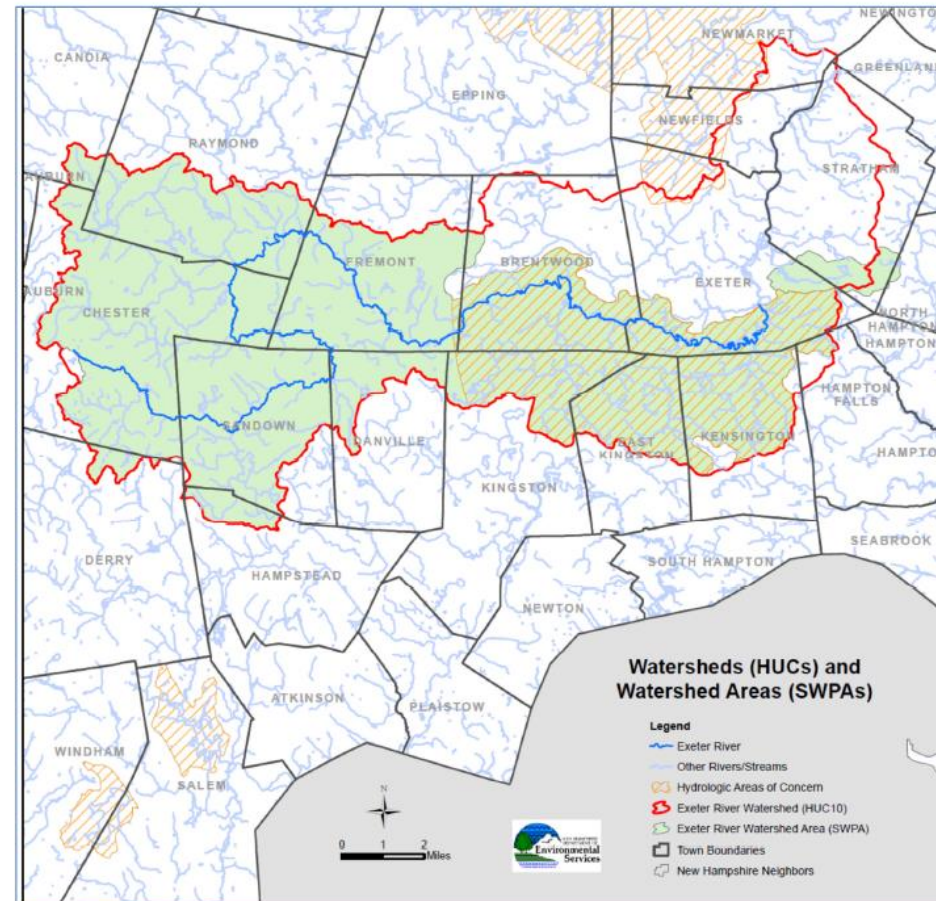 NEWINGTO
CANDIA
NEWMARKET
GREENLAN
EPPING
NEWFIELDS
RAYMOND
STRATHAM
AUBURN
FREMONT
BRENTWOOD
EXETER
AUBURN
CHESTER
NORTH
HAMPTON
HAMPTON
HAMPTON
FALLS
SANDOWN
DANVILLE
EAST
KINGSTON
KENSINGTON
HAMPTO
KINGSTON
SEABROOK
DERRY
SOUTH HAMPTON
HAMPSTEAD
NEWTON
ATKINSON
PLAISTOW
WINDHAM
SALEM
Watersheds (HUCs) and
Watershed Areas (SWPAs)
Legend
Exeter River
Other Rivers/Streams
Hydrologic Areas of Concern
Exeter River Watershed (HUC10)
Exeter River Watershed Area (SWPA)
Town Boundaries
New Hampshire Neighbors
N
0 1 2
Miles
Environmental
Services